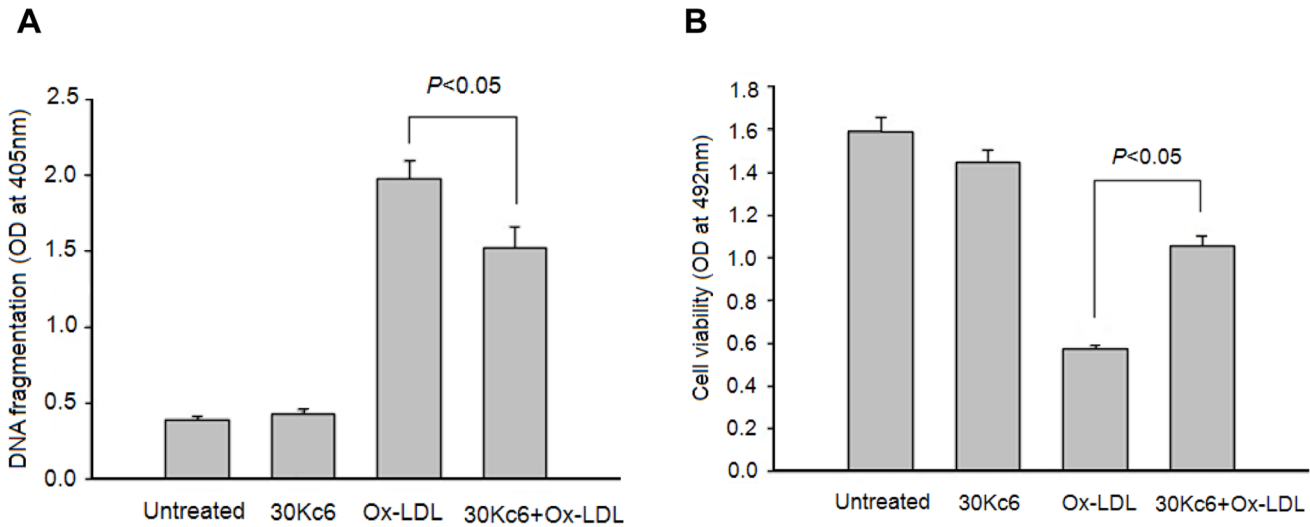 A
DNA fragmentation (OD at 405nm)
2.5
2.0
1.5
1.0
0.5
0.0
P<0.05
Untreated 30Kc6 Ox-LDL 30Kc6+Ox-LDL
B
Cell viability (OD at 492nm)
1.8
1.6
1.4
1.2
1.0
0.8
0.6
0.4
0.2
0.0
P<0.05
Untreated 30Kc6 Ox-LDL 30Kc6+Ox-LDL